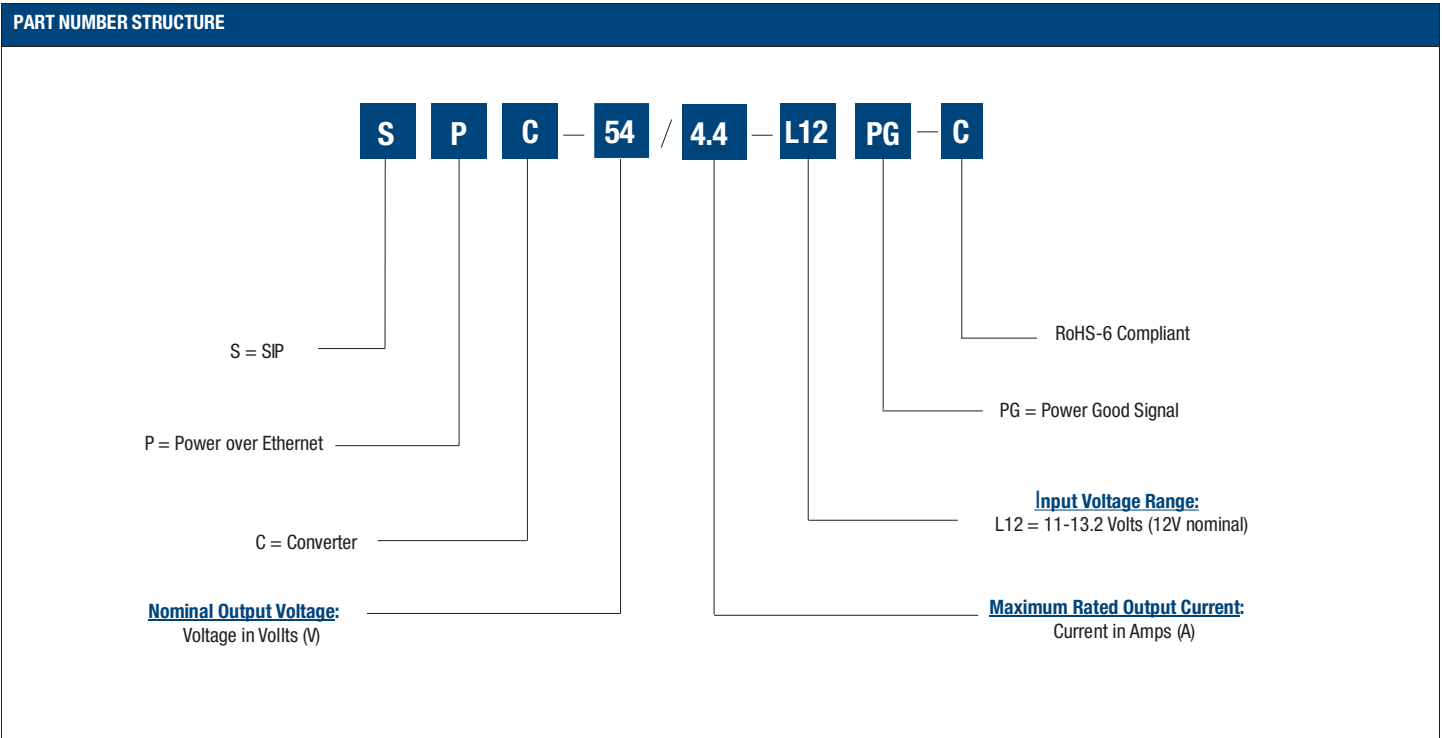 PART NUMBER STRUCTURE
S P C – 54 / 4.4 – L12 PG – C
S = SIP
RoHS-6 Compliant
PG = Power Good Signal
P = Power over Ethernet
Input Voltage Range:
L12 = 11-13.2 Volts (12V nominal)
C = Converter
Nominal Output Voltage:
Voltage in Vollts (V)
Maximum Rated Output Current:
Current in Amps (A)